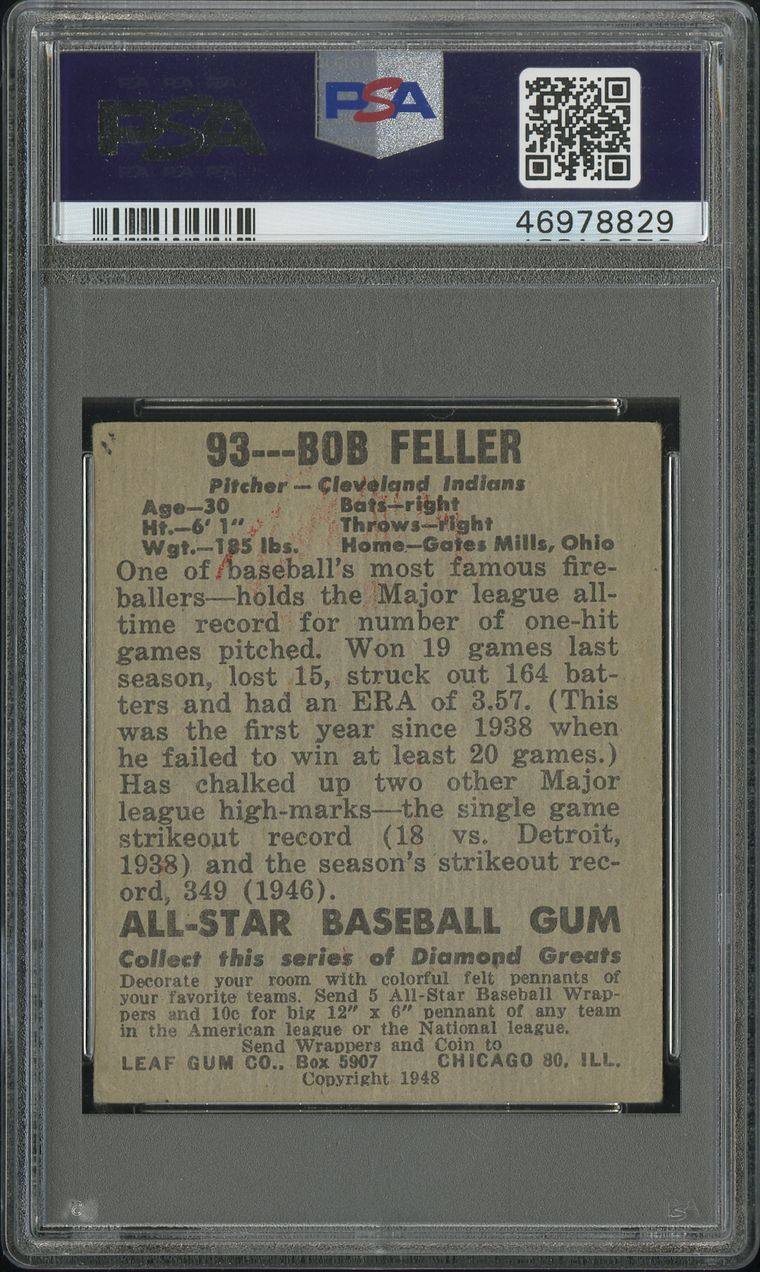 PSA
PSA
46978829
93---BOB FELLER
Pitcher — Cleveland Indians
Age—30 Bats—right
Ht.—6' 1" Throws—right
Wgt.—185 lbs. Home—Gates Mills, Ohio
One of baseball's most famous fire-
ballers—holds the Major league all-
time record for number of one-hit
games pitched. Won 19 games last
season, lost 15, struck out 164 bat-
ters and had an ERA of 3.57. (This
was the first year since 1938 when
he failed to win at least 20 games.)
Has chalked up two other Major
league high-marks—the single game
strikeout record (18 vs. Detroit,
1938) and the season's strikeout rec-
ord, 349 (1946).
ALL-STAR BASEBALL GUM
Collect this series of Diamond Greats
Decorate your room with colorful felt pennants of
your favorite teams. Send 5 All-Star Baseball Wrap-
pers and 10c for big 12" x 6" pennant of any team
in the American league or the National league.
Send Wrappers and Coin to
LEAF GUM CO., Box 5907 CHICAGO 80, ILL.
Copyright 1948